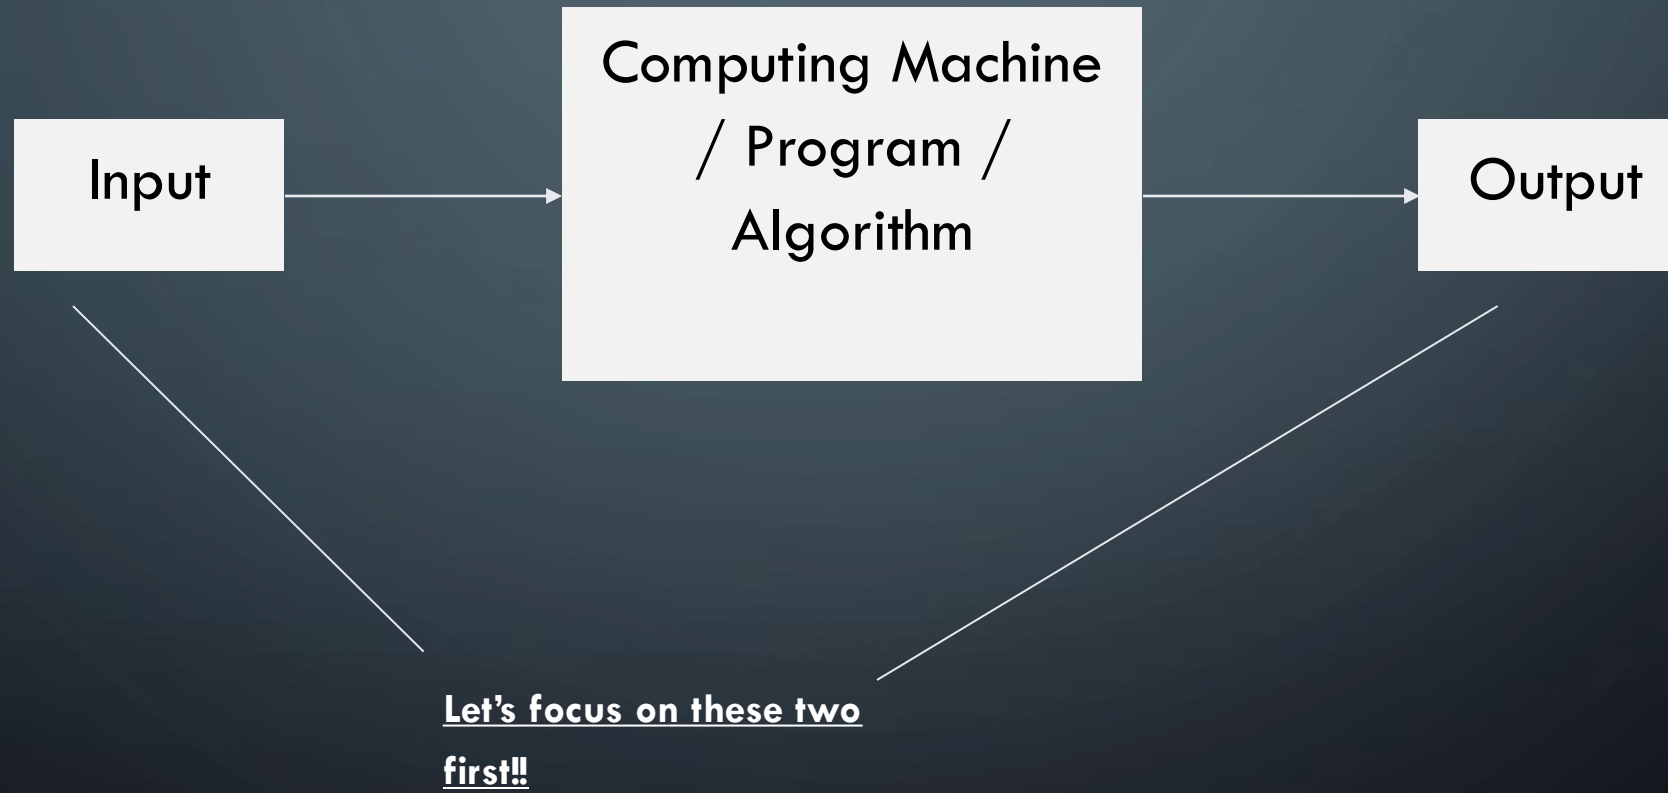 Input
Computing Machine
/ Program /
Algorithm
Output
Let's focus on these two
first!!